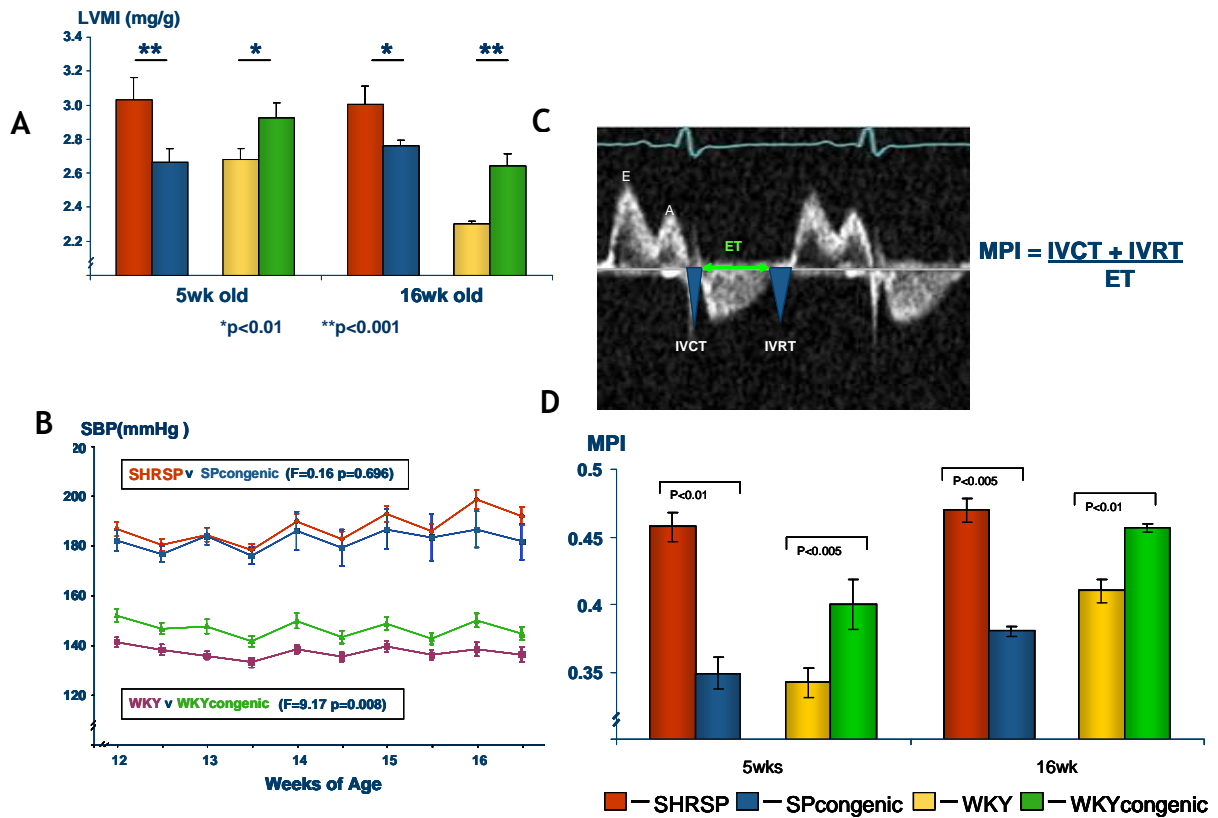 LVMI (mg/g)
3.4
3.2
3.0
2.8
2.6
2.4
2.2
** * * **
5wk old 16wk old
*p<0.01 **p<0.001
A
B
SBP(mmHg )
20
200
180
160
140
120
SHRSP v SPcongenic (F=0.16 p=0.696)
WKY v WKYcongenic (F=9.17 p=0.008)
12 13 14 15 16
Weeks of Age
C
E
A
ET
IVCT IVRT
MPI = IVCT + IVRT
ET
D
MPI
0.5
0.45
0.4
0.35
P<0.01
P<0.005
P<0.005
P<0.01
5wks 16wk
SHRSP SPcongenic WKY WKYcongenic